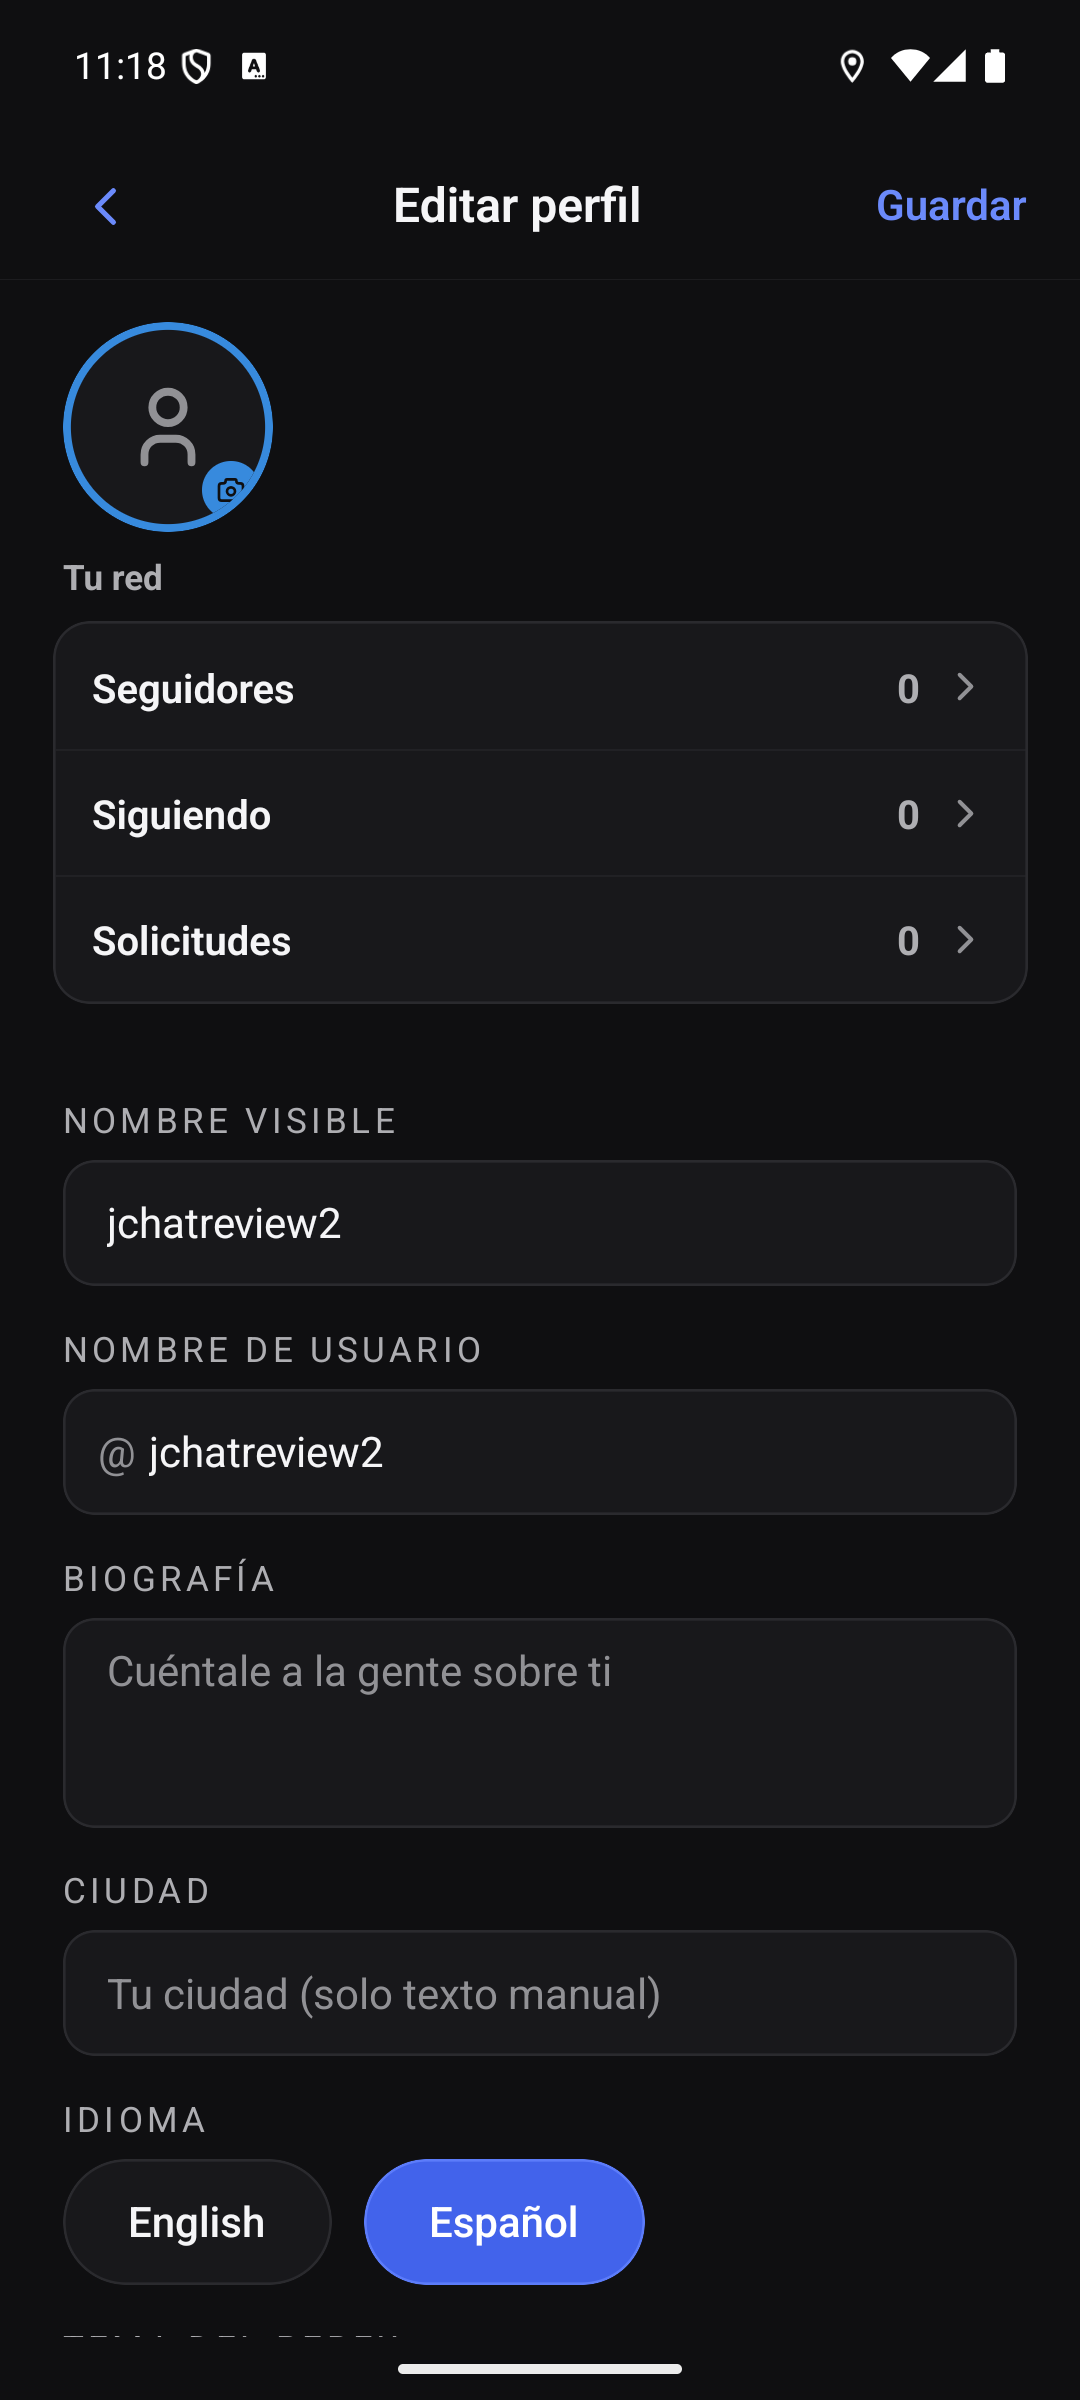 11:18
Editar perfil
Guardar
Tu red
Seguidores 0
Siguiendo 0
Solicitudes 0
NOMBRE VISIBLE
jchatreview2
NOMBRE DE USUARIO
@ jchatreview2
BIOGRAFÍA
Cuéntale a la gente sobre ti
CIUDAD
Tu ciudad (solo texto manual)
IDIOMA
English
Español